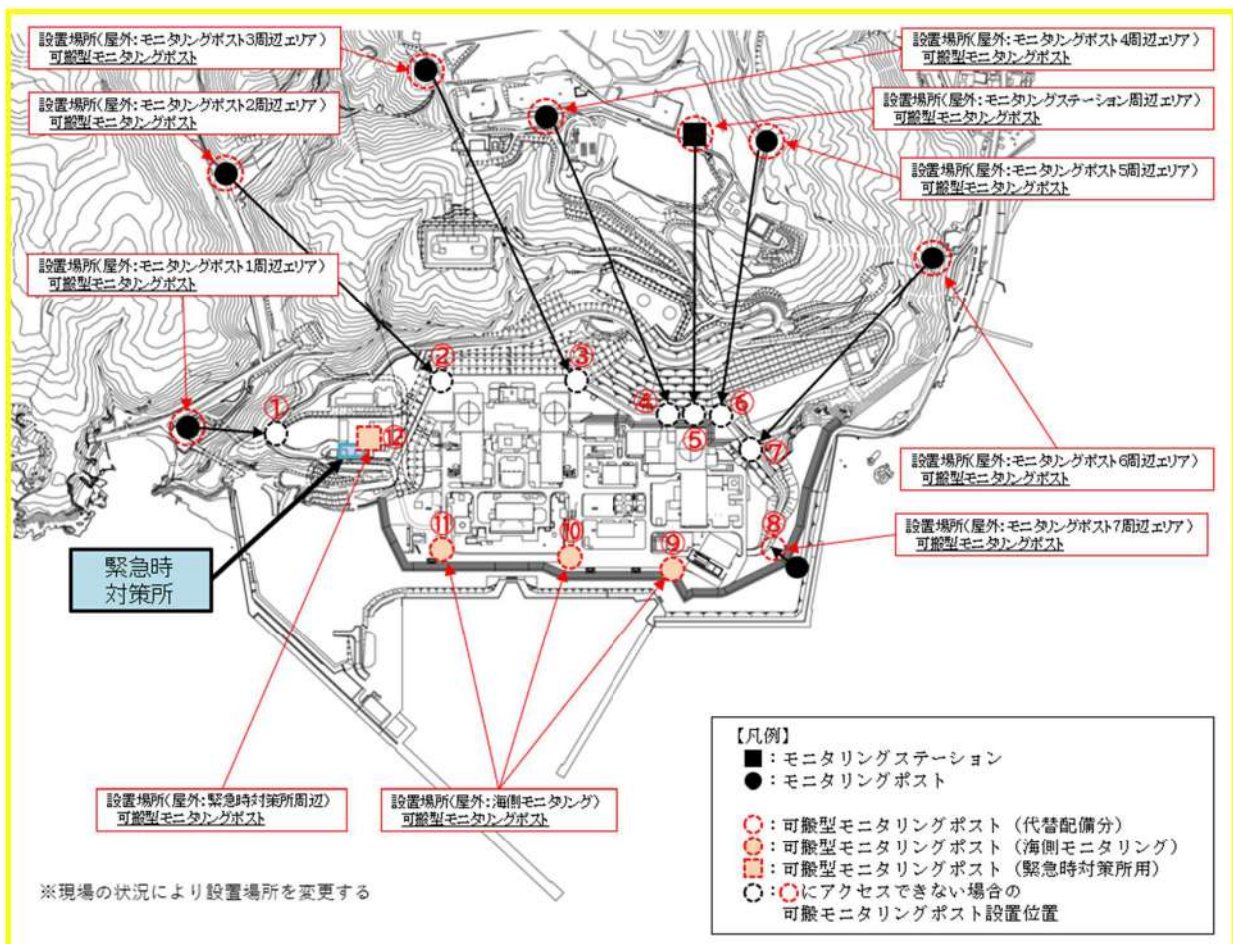 設置場所(屋外:モニタリングポスト3周辺エリア)
可搬型モニタリングポスト
設置場所(屋外:モニタリングポスト2周辺エリア)
可搬型モニタリングポスト
設置場所(屋外:モニタリングポスト1周辺エリア)
可搬型モニタリングポスト
設置場所(屋外:モニタリングポスト4周辺エリア)
可搬型モニタリングポスト
設置場所(屋外:モニタリングステーション周辺エリア)
可搬型モニタリングポスト
設置場所(屋外:モニタリングポスト5周辺エリア)
可搬型モニタリングポスト
設置場所(屋外:モニタリングポスト6周辺エリア)
可搬型モニタリングポスト
設置場所(屋外:モニタリングポスト7周辺エリア)
可搬型モニタリングポスト
①
②
③
④
⑤
⑥
⑦
⑧
⑨
⑩
⑪
⑫
緊急時
対策所
設置場所(屋外:緊急時対策所周辺)
可搬型モニタリングポスト
設置場所(屋外:海側モニタリング)
可搬型モニタリングポスト
※現場の状況により設置場所を変更する
【凡例】
■:モニタリングステーション
●:モニタリングポスト
:可搬型モニタリングポスト(代替配備分)
:可搬型モニタリングポスト(海側モニタリング)
:可搬型モニタリングポスト(緊急時対策所用)
:にアクセスできない場合の
可搬モニタリングポスト設置位置